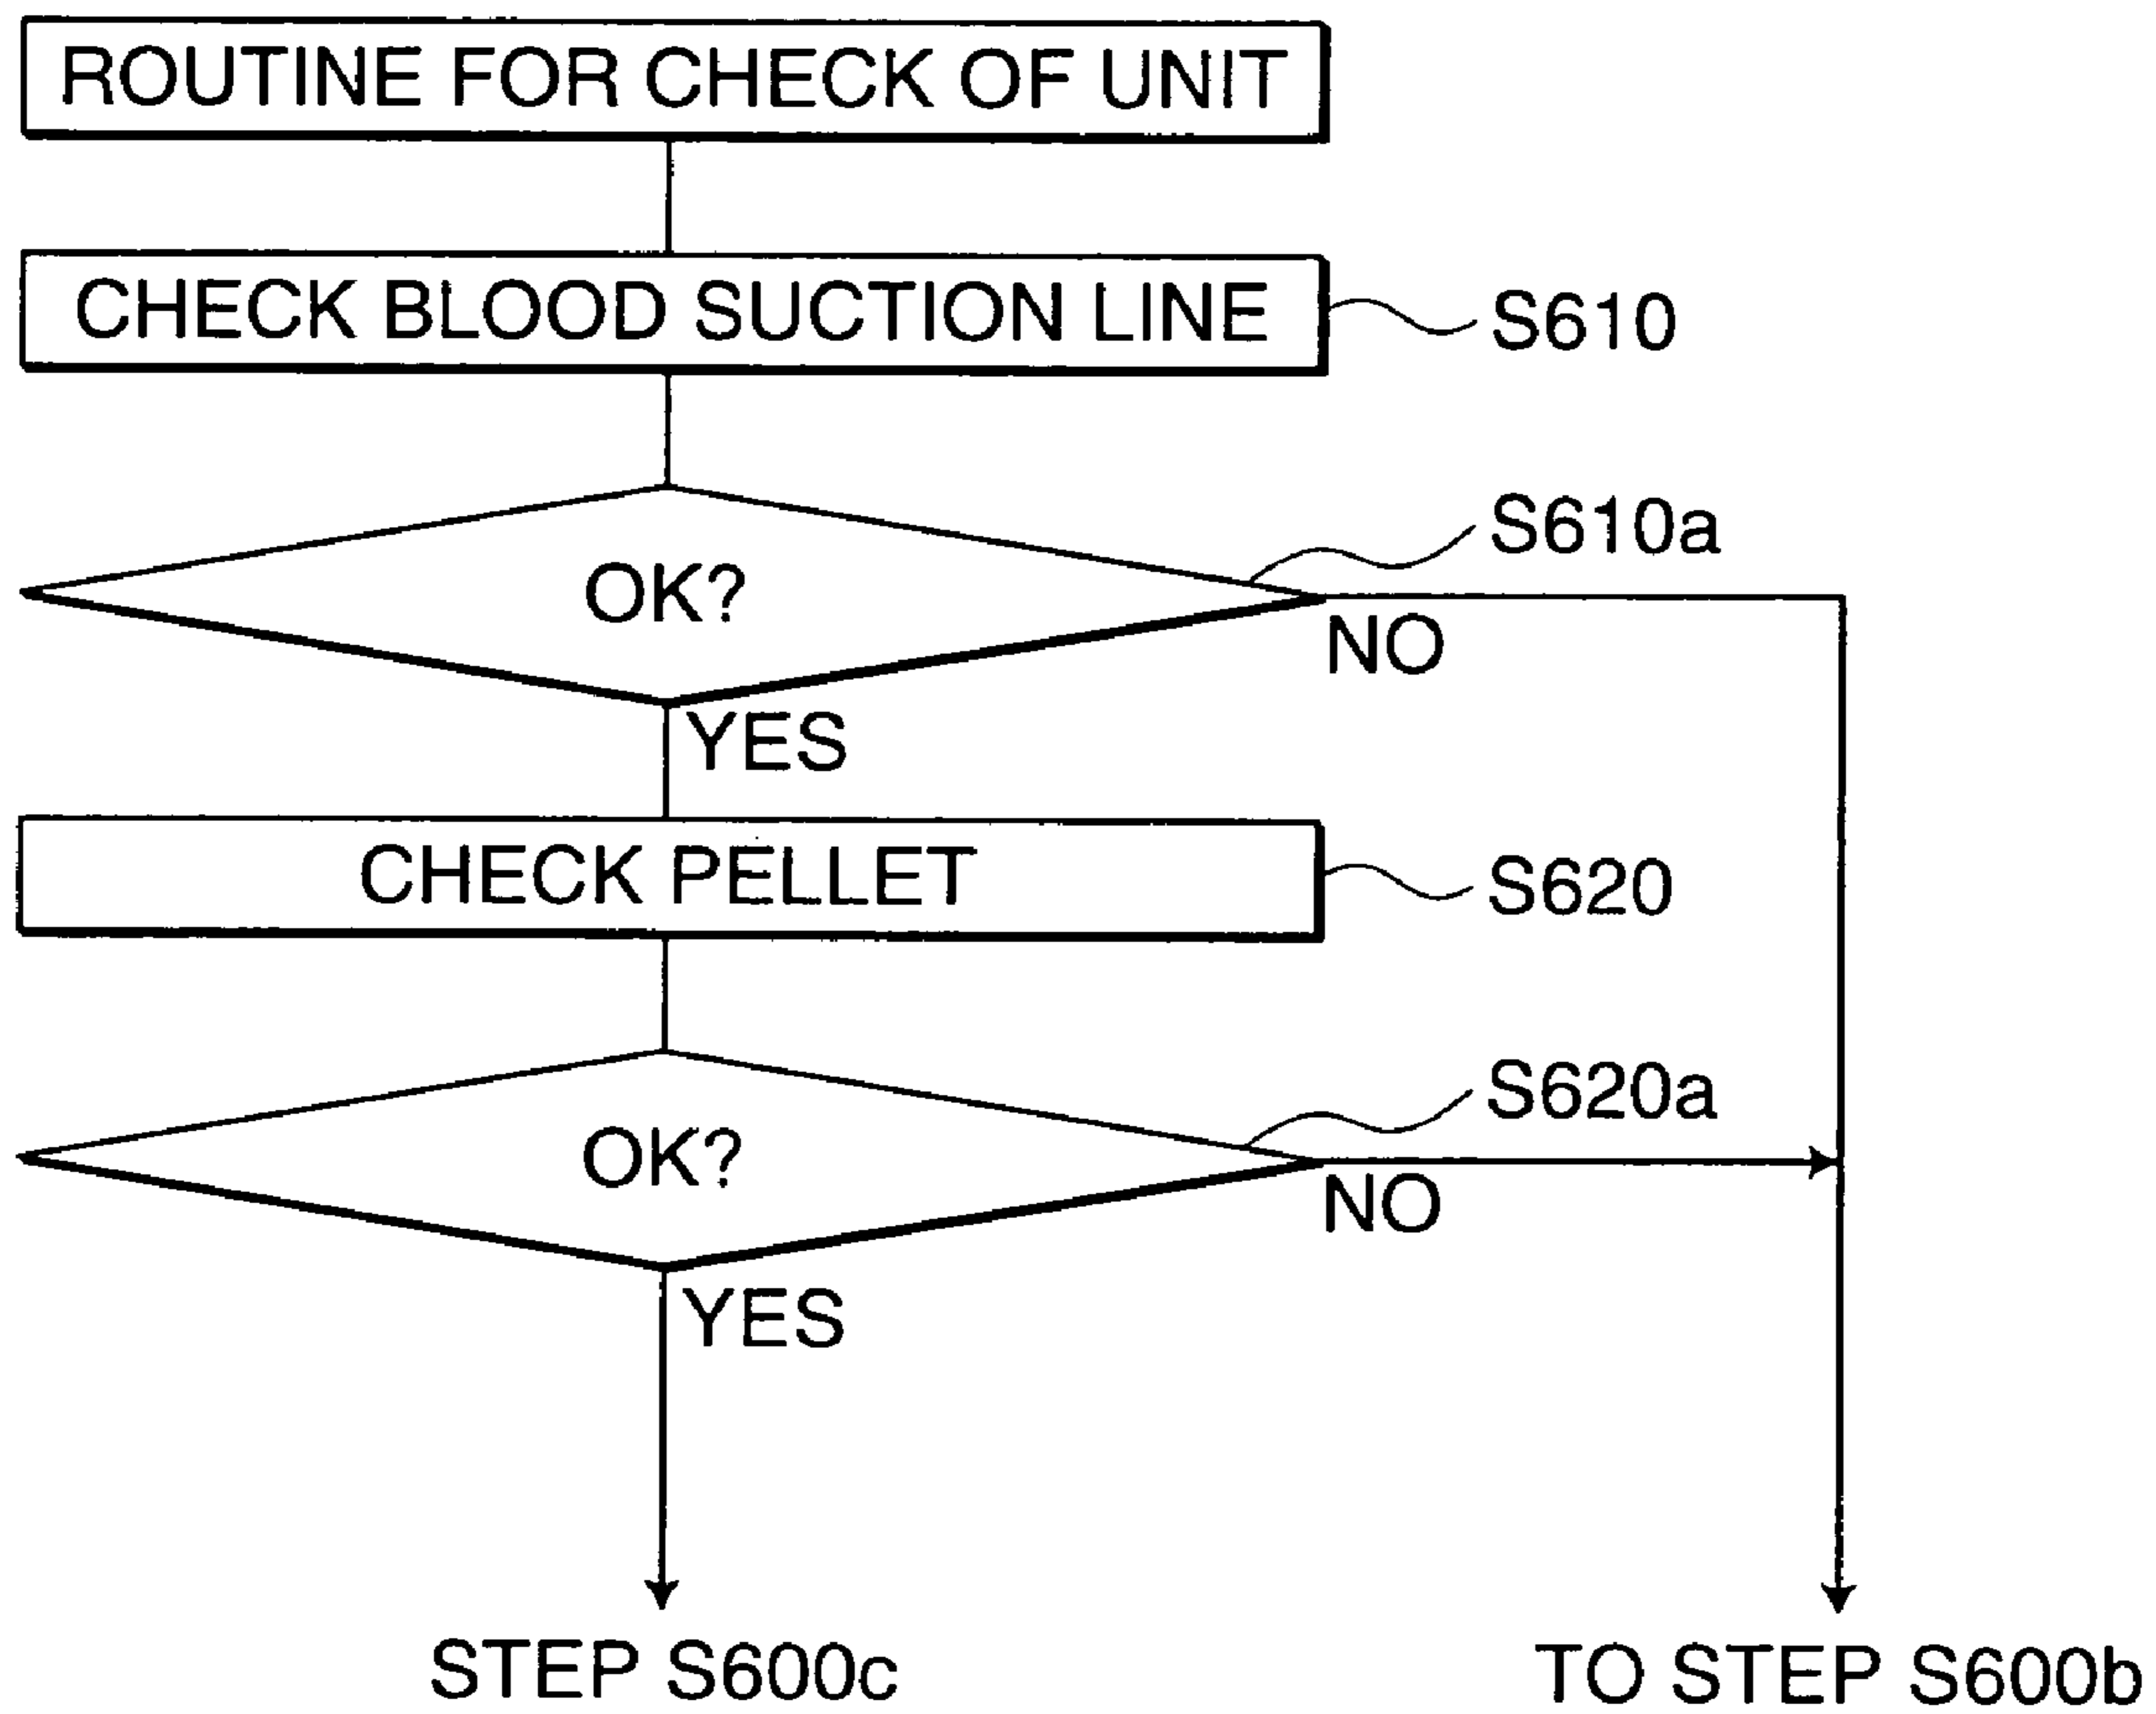 ROUTINE FOR CHECK OF UNIT
CHECK BLOOD SUCTION LINE
S610
S610a
OK?
NO
YES
CHECK PELLET
S620
S620a
OK?
NO
YES
STEP S600c
TO STEP S600b